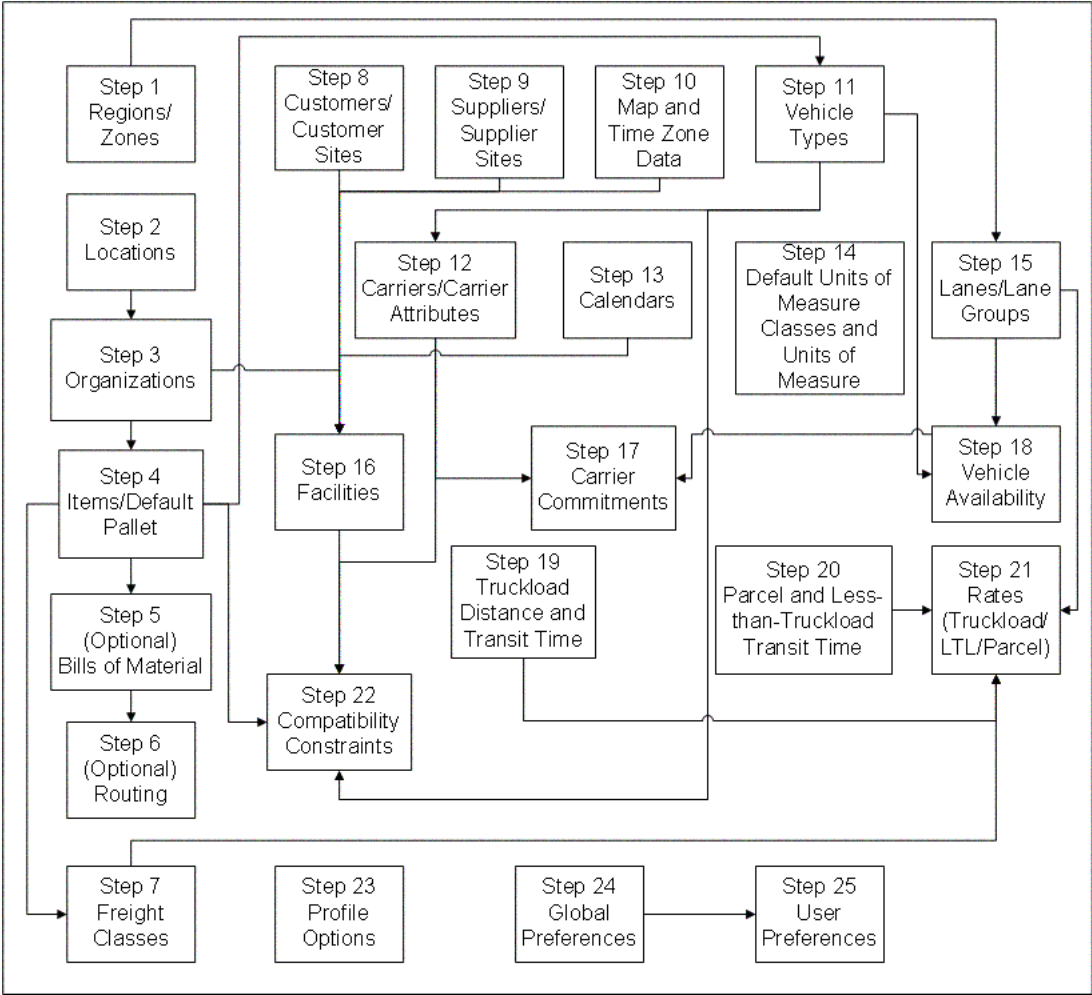 Step 1
Regions/
Zones
Step 8
Customers/
Customer
Sites
Step 9
Suppliers/
Supplier
Sites
Step 10
Map and
Time Zone
Data
Step 11
Vehicle
Types
Step 2
Locations
Step 12
Carriers/Carrier
Attributes
Step 13
Calendars
Step 14
Default Units of
Measure
Classes and
Units of
Measure
Step 15
Lanes/Lane
Groups
Step 3
Organizations
Step 4
Items/Default
Pallet
Step 16
Facilities
Step 17
Carrier
Commitments
Step 18
Vehicle
Availability
Step 5
(Optional)
Bills of Material
Step 19
Truckload
Distance and
Transit Time
Step 20
Parcel and Less-
than-Truckload
Transit Time
Step 21
Rates
(Truckload/
LTL/Parcel)
Step 6
(Optional)
Routing
Step 22
Compatibility
Constraints
Step 7
Freight
Classes
Step 23
Profile
Options
Step 24
Global
Preferences
Step 25
User
Preferences